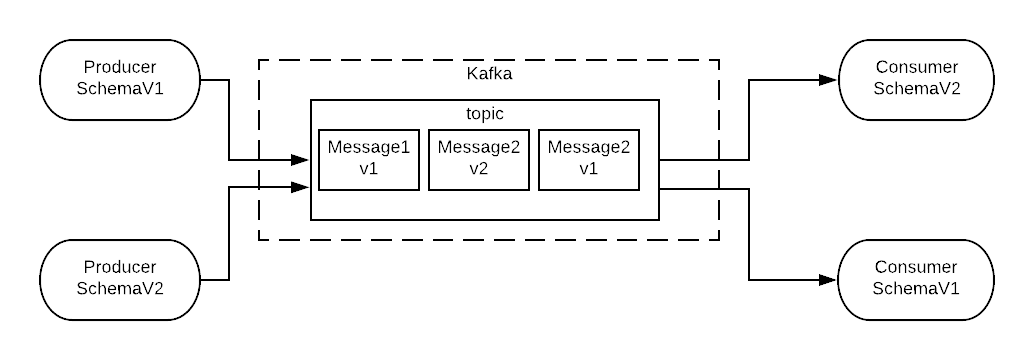 Producer
SchemaV1
Kafka
topic
Message1
v1
Message2
v2
Message2
v1
Consumer
SchemaV2
Producer
SchemaV2
Consumer
SchemaV1